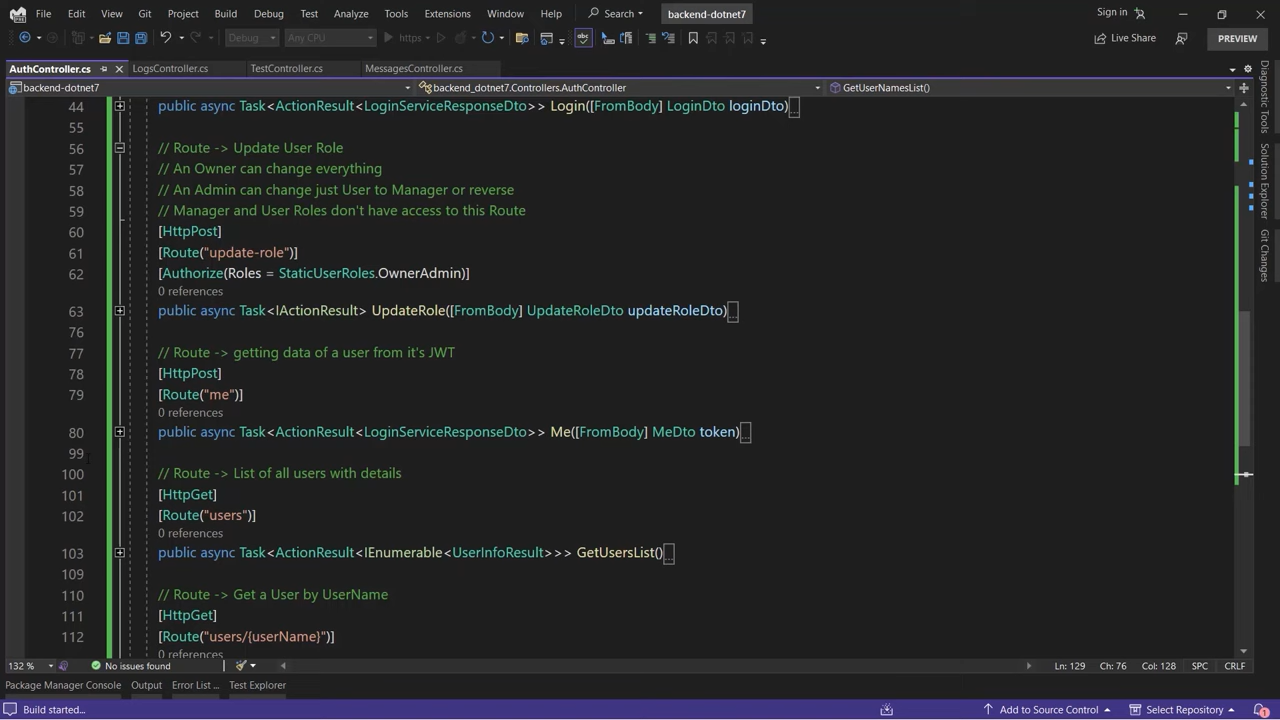 File Edit View Git Project Build Debug Test Analyze Tools Extensions Window Help Search backend-dotnet7 Sign in
Debug Any CPU https Live Share PREVIEW
AuthController.cs LogsController.cs TestController.cs MessagesController.cs
backend-dotnet7 backend_dotnet7.Controllers.AuthController GetUserNamesList()
44 public async Task<ActionResult<LoginServiceResponseDto>> Login([FromBody] LoginDto loginDto)...
55
56 // Route -> Update User Role
57 // An Owner can change everything
58 // An Admin can change just User to Manager or reverse
59 // Manager and User Roles don't have access to this Route
60 [HttpPost]
61 [Route("update-role")]
62 [Authorize(Roles = StaticUserRoles.OwnerAdmin)]
0 references
63 public async Task<IActionResult> UpdateRole([FromBody] UpdateRoleDto updateRoleDto)...
76
77 // Route -> getting data of a user from it's JWT
78 [HttpPost]
79 [Route("me")]
0 references
80 public async Task<ActionResult<LoginServiceResponseDto>> Me([FromBody] MeDto token)...
99
100 // Route -> List of all users with details
101 [HttpGet]
102 [Route("users")]
0 references
103 public async Task<ActionResult<IEnumerable<UserInfoResult>>> GetUsersList()...
109
110 // Route -> Get a User by UserName
111 [HttpGet]
112 [Route("users/{userName}")]
0 references
132 % No issues found Ln: 129 Ch: 76 Col: 128 SPC CRLF
Package Manager Console Output Error List ... Test Explorer
Build started... Add to Source Control Select Repository 1
Diagnostic Tools
Solution Explorer
Git Changes